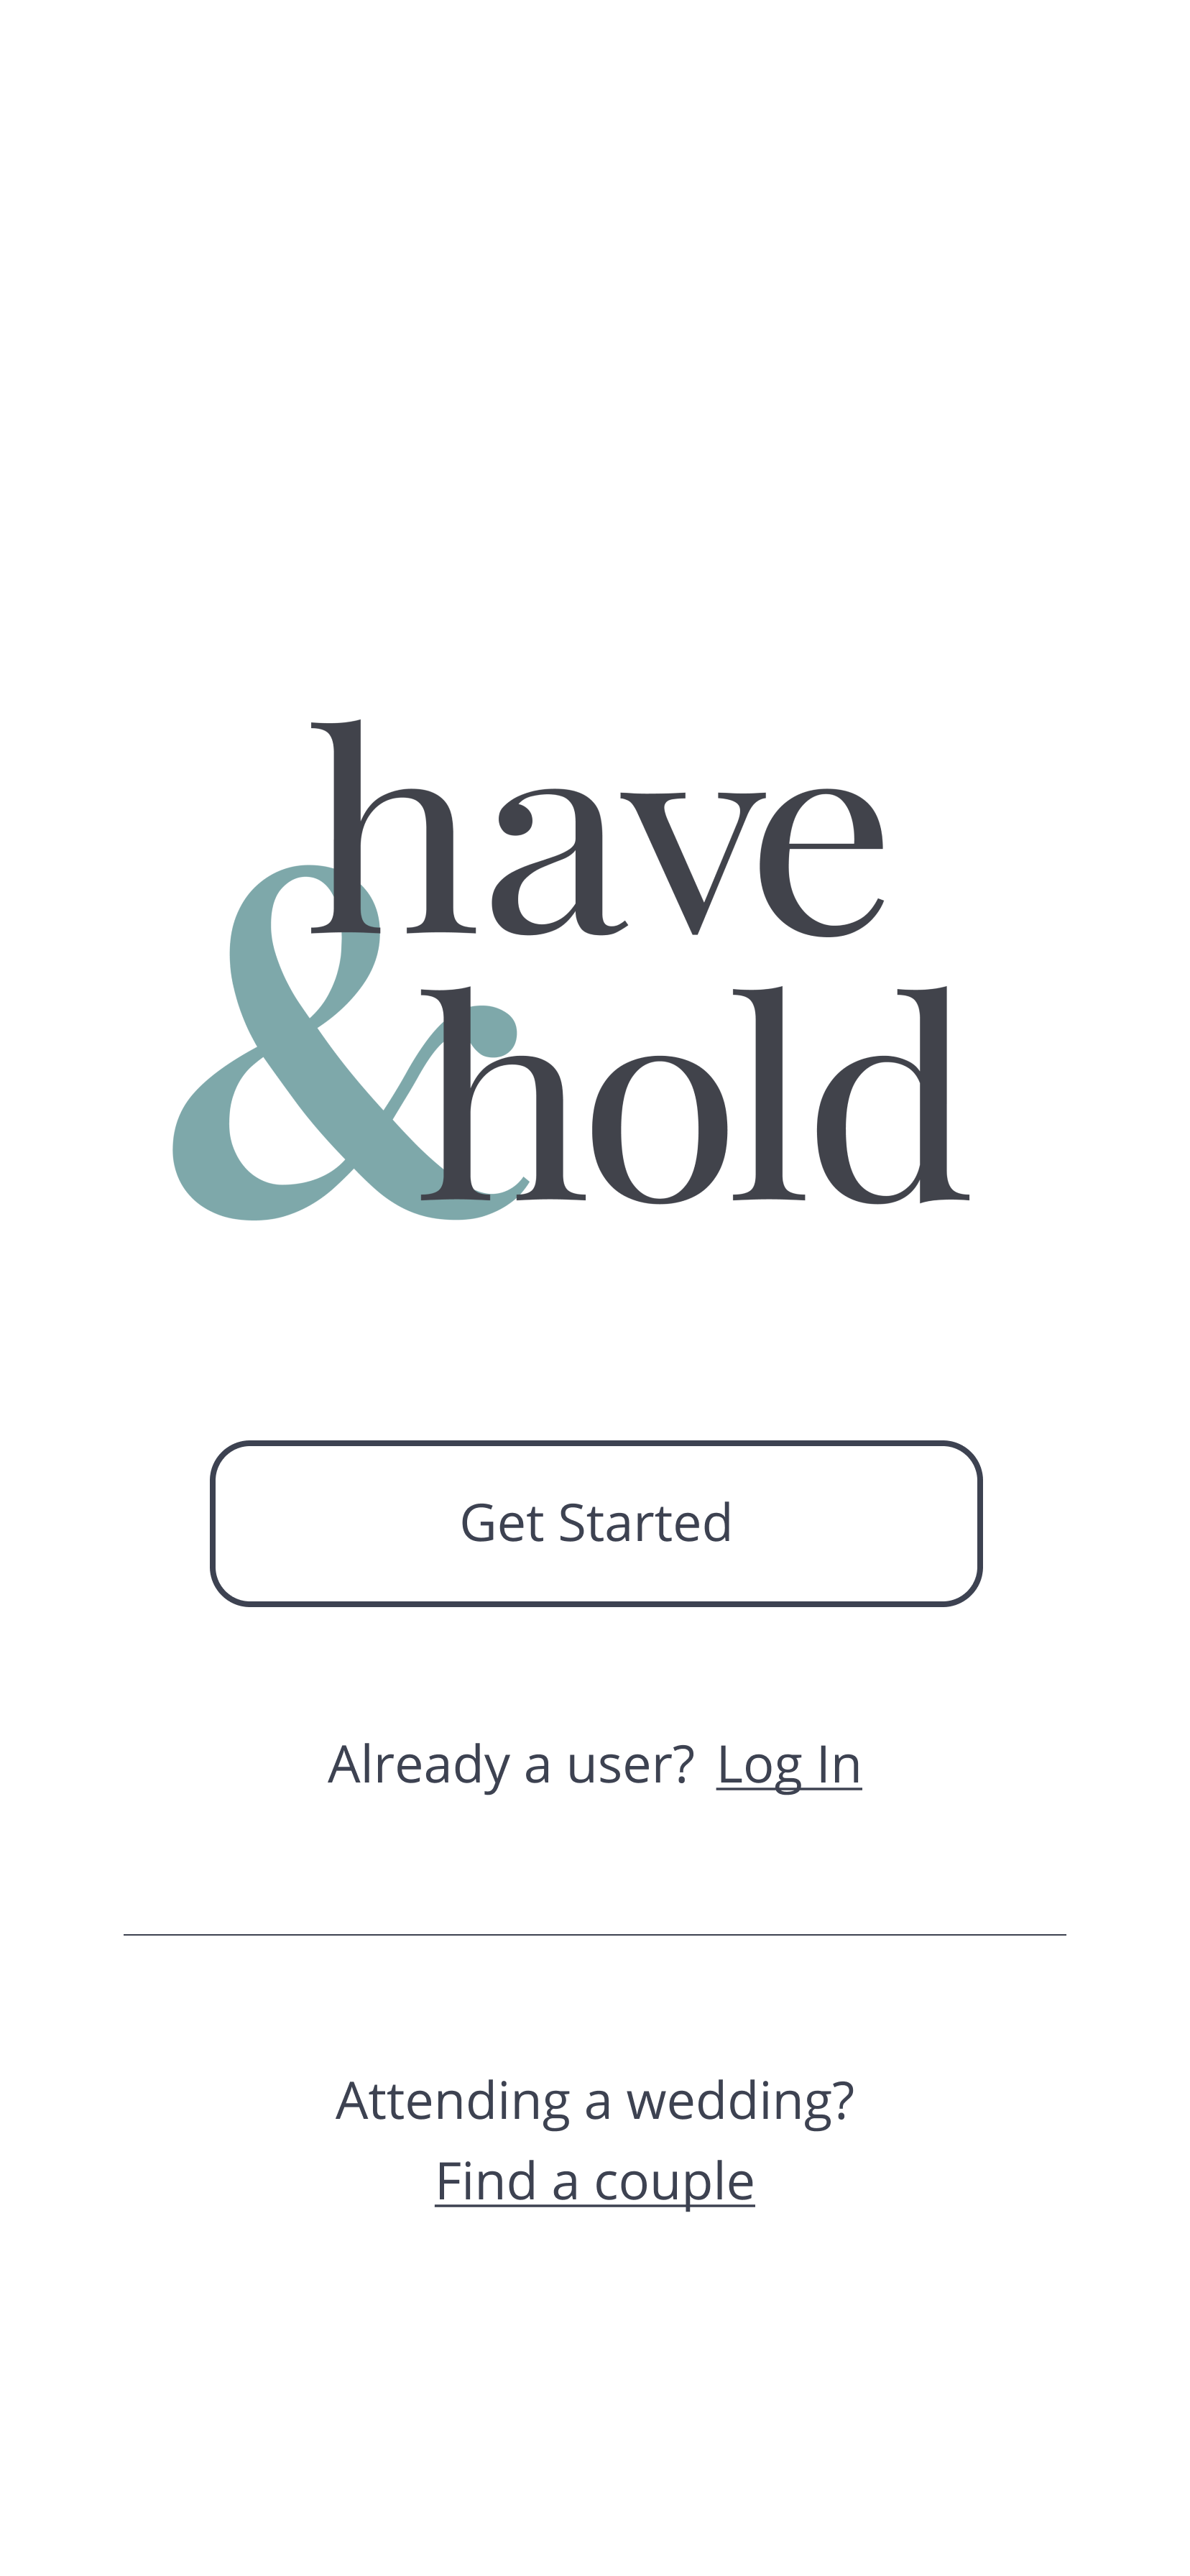 have
& hold
Get Started
Already a user? Log In
Attending a wedding?
Find a couple